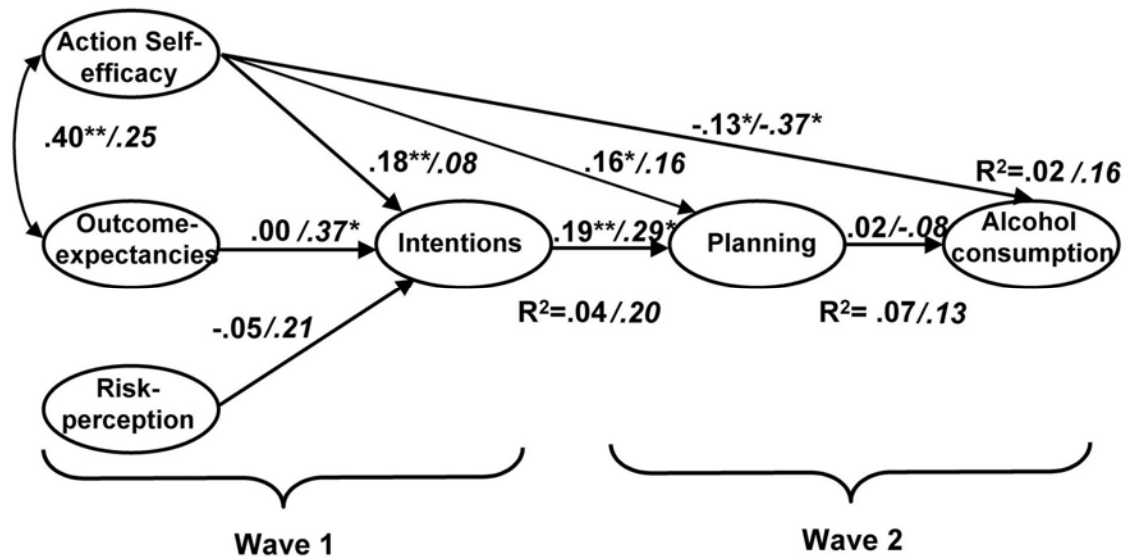 Action Self-
efficacy
.40**/.25
-.13*/-.37*
.18**/.08
.16*/.16
R²=.02 /.16
Outcome-
expectancies
.00 /.37*
Intentions
.19**/.29*
Planning
.02/-.08
Alcohol
consumption
-.05/.21
R²=.04/.20
R²= .07/.13
Risk-
perception
Wave 1
Wave 2